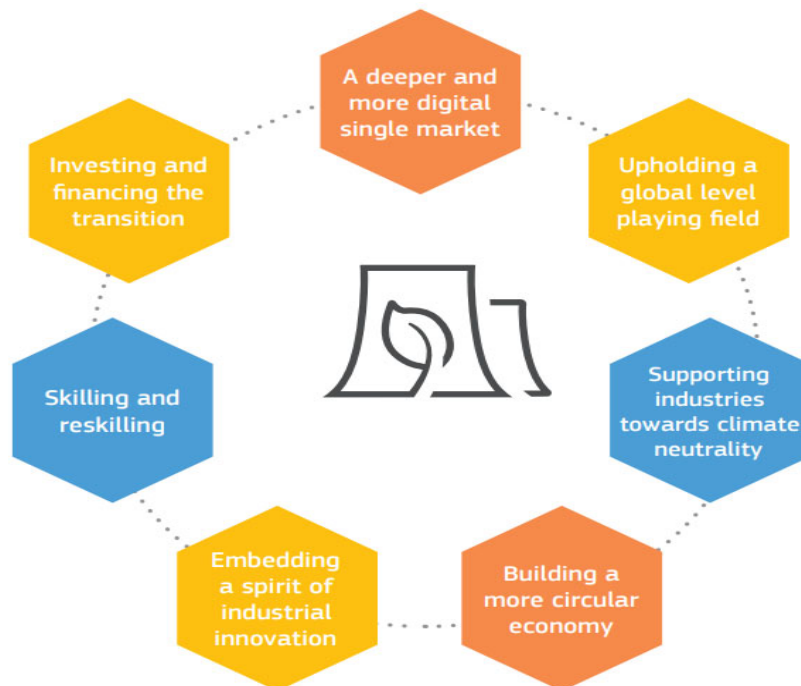 A deeper and
more digital
single market
Upholding a
global level
playing field
Supporting
industries
towards climate
neutrality
Building a
more circular
economy
Embedding
a spirit of
industrial
innovation
Skilling and
reskilling
Investing and
financing the
transition